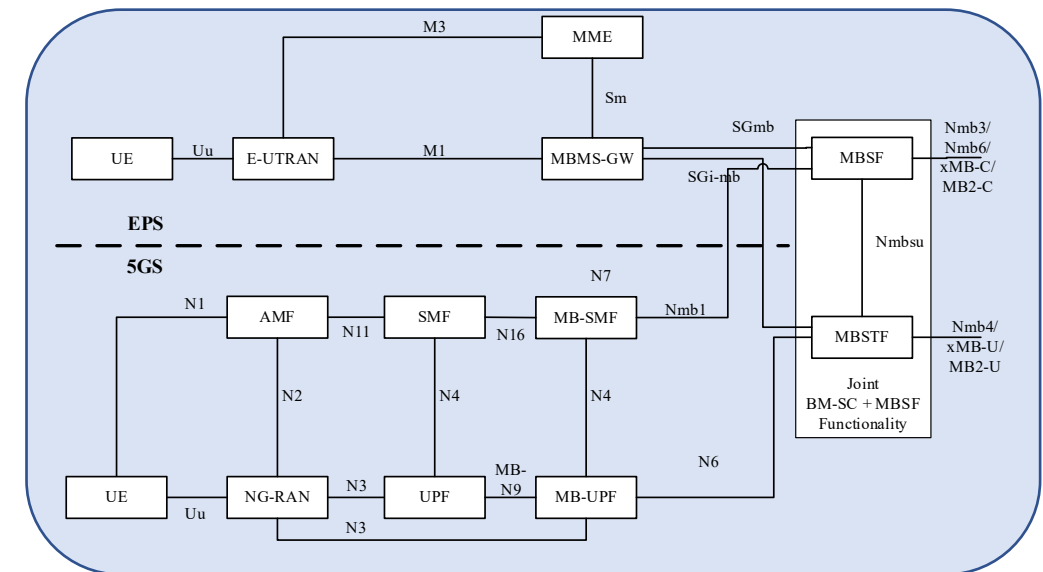 M3
MME
Sm
SGmb
Nmb3/
Nmb6/
xMB-C/
MB2-C
UE
Uu
E-UTRAN
M1
MBMS-GW
MBSF
SGi-mb
EPS
Nmbsu
5GS
N7
N1
AMF
N11
SMF
N16
MB-SMF
Nmb1
MBSTF
Nmb4/
xMB-U/
MB2-U
Joint
BM-SC + MBSF
Functionality
N2
N4
N4
N6
UE
Uu
NG-RAN
N3
UPF
MB-
N9
MB-UPF
N3